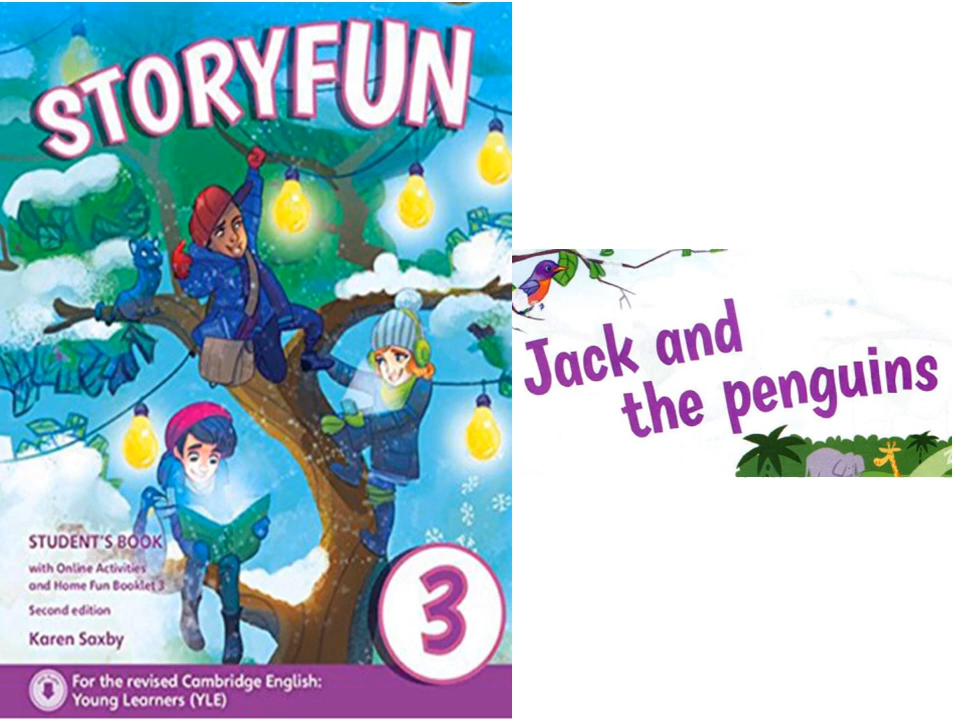 STORYFUN
STUDENT'S BOOK
with Online Activities
and Home Fun Booklet 3
Second edition
Karen Saxby
3
For the revised Cambridge English:
Young Learners (YLE)
Jack and
the penguins